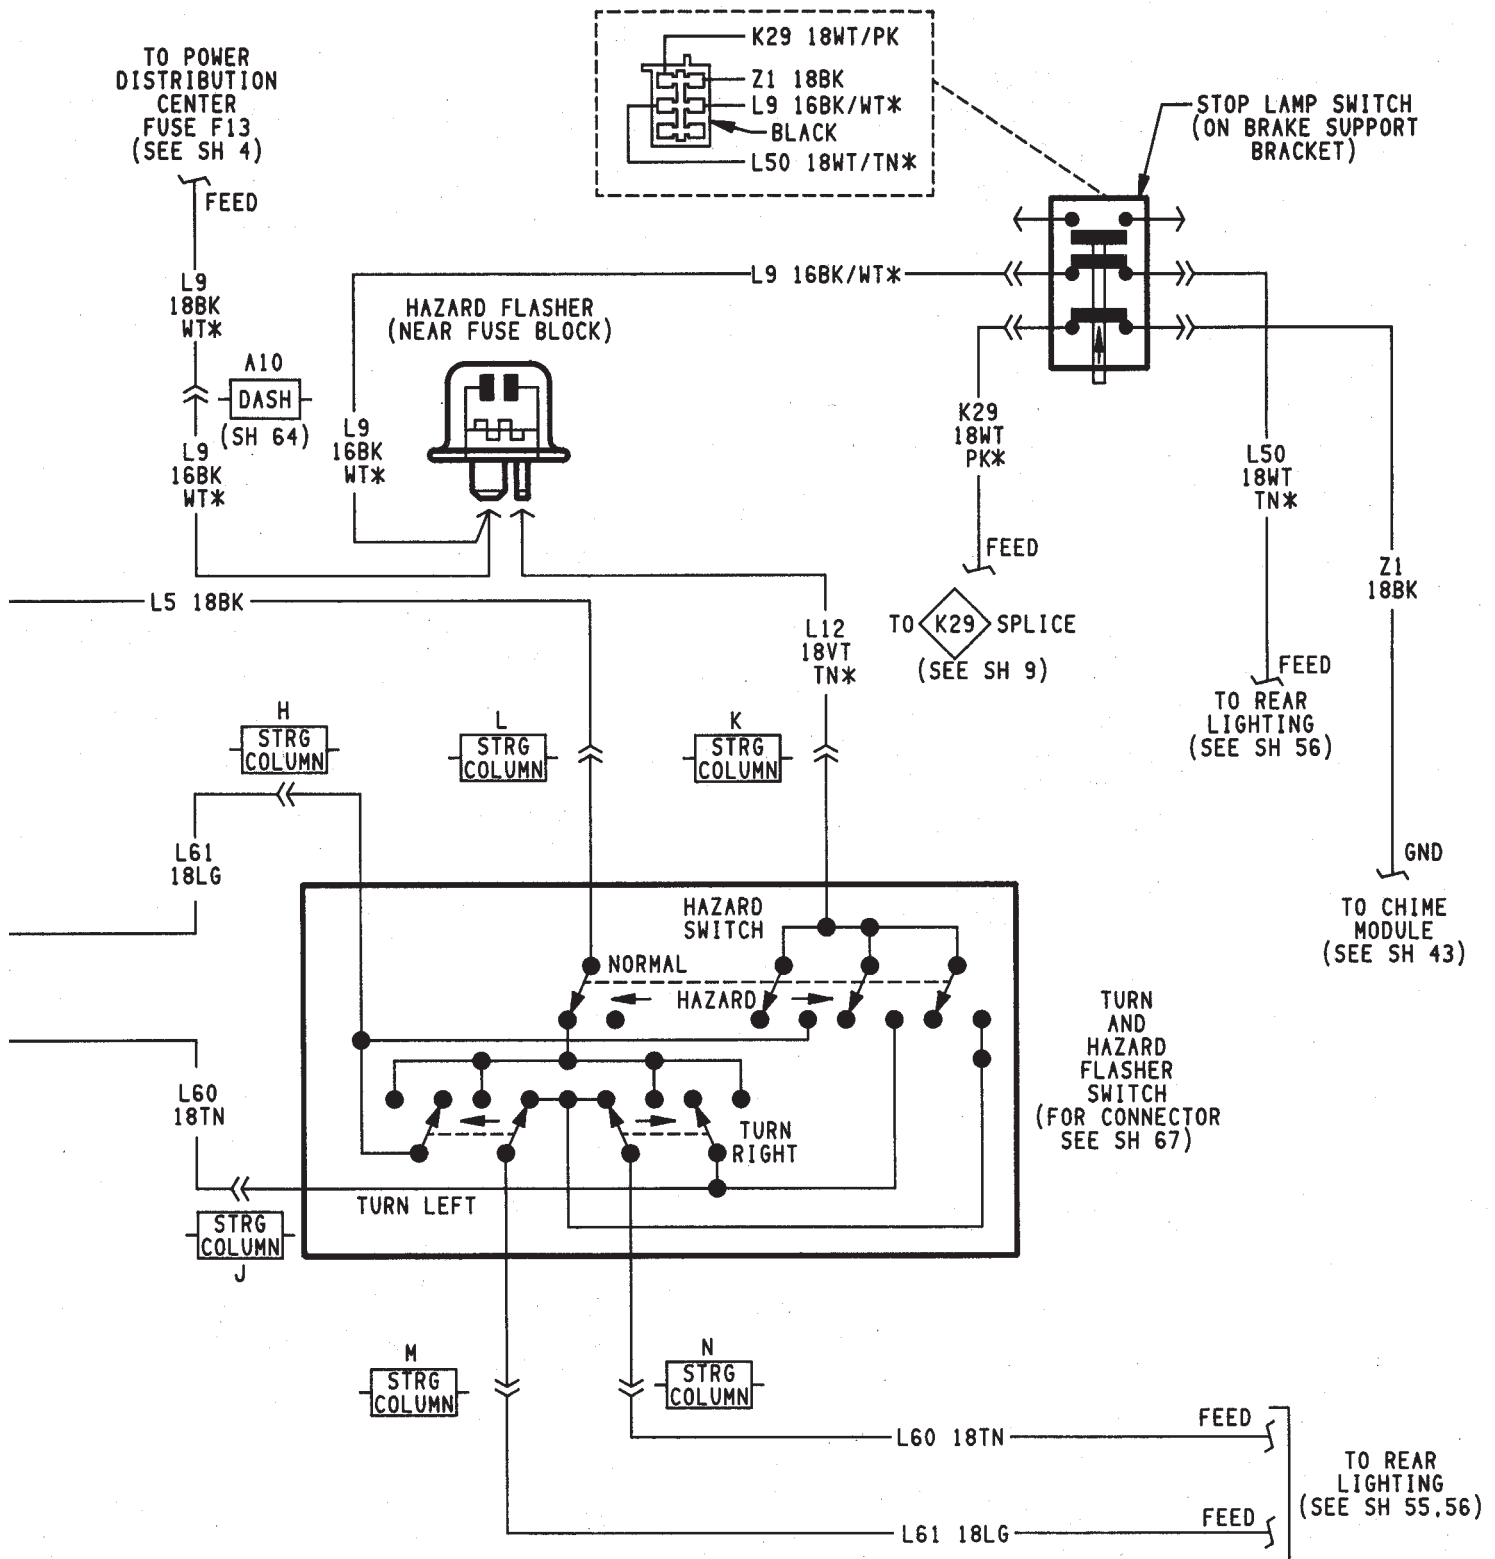 TO POWER
DISTRIBUTION
CENTER
FUSE F13
(SEE SH 4)
FEED
K29 18WT/PK
Z1 18BK
L9 16BK/WT*
BLACK
L50 18WT/TN*
STOP LAMP SWITCH
(ON BRAKE SUPPORT
BRACKET)
L9
18BK
WT*
L9 16BK/WT*
HAZARD FLASHER
(NEAR FUSE BLOCK)
A10
DASH
(SH 64)
L9
16BK
WT*
L9
16BK
WT*
K29
18WT
PK*
L50
18WT
TN*
FEED
Z1
18BK
L5 18BK
L12
18VT
TN*
TO K29 SPLICE
(SEE SH 9)
FEED
TO REAR
LIGHTING
(SEE SH 56)
H
STRG
COLUMN
L
STRG
COLUMN
K
STRG
COLUMN
L61
18LG
GND
TO CHIME
MODULE
(SEE SH 43)
HAZARD
SWITCH
NORMAL
HAZARD
TURN
AND
HAZARD
FLASHER
SWITCH
(FOR CONNECTOR
SEE SH 67)
L60
18TN
TURN
RIGHT
TURN LEFT
STRG
COLUMN
J
M
STRG
COLUMN
N
STRG
COLUMN
FEED
L60 18TN
TO REAR
LIGHTING
(SEE SH 55,56)
FEED
L61 18LG